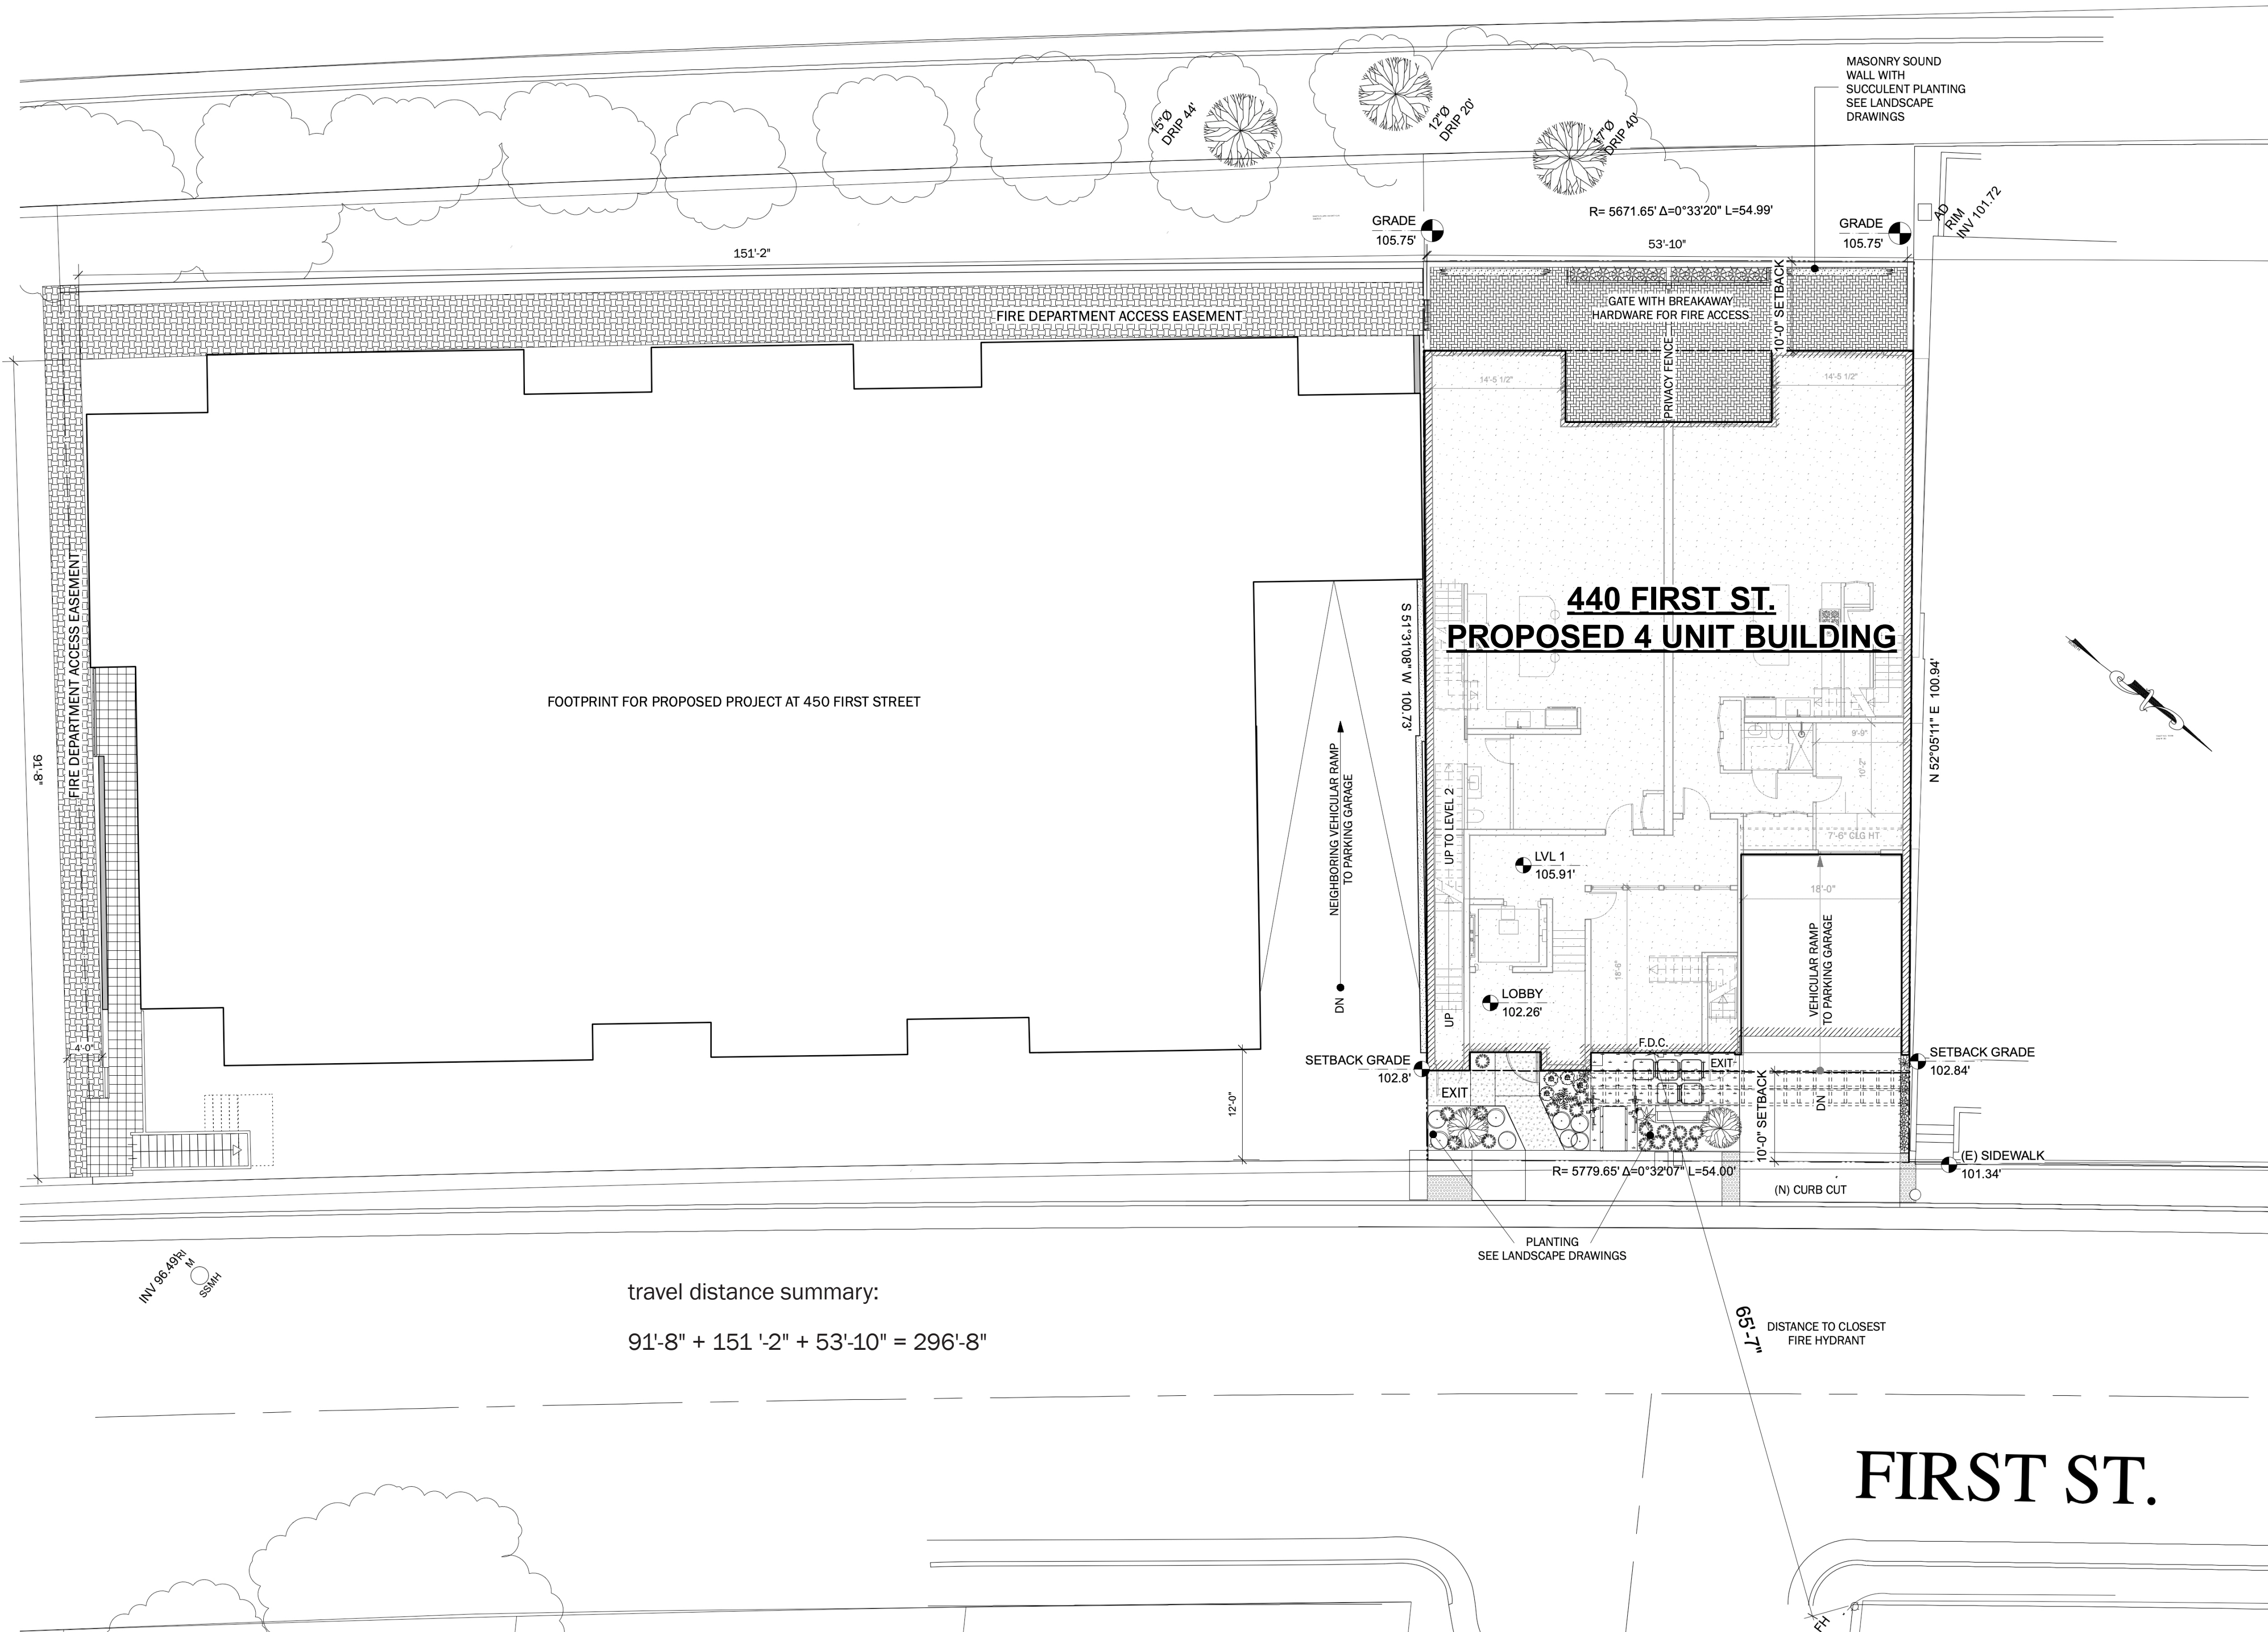 MASONRY SOUND
WALL WITH
SUCCULENT PLANTING
SEE LANDSCAPE
DRAWINGS
15"Ø
DRIP 44'
12"Ø
DRIP 20'
17"Ø
DRIP 40'
R= 5671.65' Δ=0°33'20" L=54.99'
AD
RIM
INV 101.72
GRADE
105.75'
GRADE
105.75'
151'-2"
53'-10"
FIRE DEPARTMENT ACCESS EASEMENT
GATE WITH BREAKAWAY
HARDWARE FOR FIRE ACCESS
10'-0" SETBACK
PRIVACY FENCE
14'-5 1/2"
14'-5 1/2"
440 FIRST ST.
PROPOSED 4 UNIT BUILDING
FIRE DEPARTMENT ACCESS EASEMENT
91'-8"
FOOTPRINT FOR PROPOSED PROJECT AT 450 FIRST STREET
S 51°31'08" W 100.73'
N 52°05'11" E 100.94'
NEIGHBORING VEHICULAR RAMP
TO PARKING GARAGE
DN
UP TO LEVEL 2
UP
9'-9"
10'-2"
7'-6" CLG HT
LVL 1
105.91'
18'-0"
18'-6"
VEHICULAR RAMP
TO PARKING GARAGE
LOBBY
102.26'
F.D.C.
4'-0"
SETBACK GRADE
102.8'
EXIT
EXIT
SETBACK GRADE
102.84'
12'-0"
10'-0" SETBACK
DN
R= 5779.65' Δ=0°32'07" L=54.00'
(E) SIDEWALK
101.34'
(N) CURB CUT
PLANTING
SEE LANDSCAPE DRAWINGS
INV 96.49'
RI
M
SSMH
travel distance summary:
91'-8" + 151 '-2" + 53'-10" = 296'-8"
65'-7"
DISTANCE TO CLOSEST
FIRE HYDRANT
FIRST ST.
FH